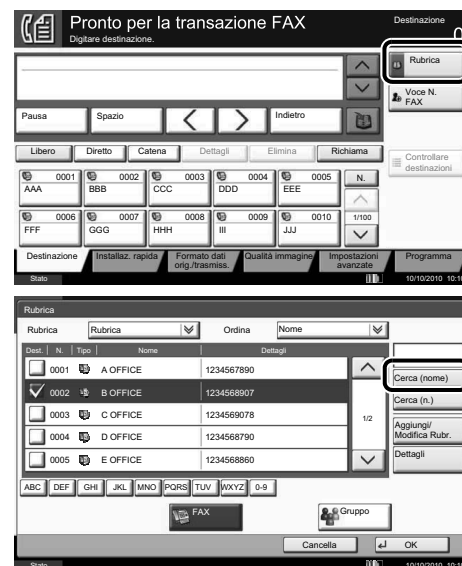 Pronto per la transazione FAX
Digitare destinazione.
Destinazione
0
Rubrica
Voce N.
FAX
Pausa
Spazio
Indietro
Libero
Diretto
Catena
Dettagli
Elimina
Richiama
Controllare
destinazioni
0001
AAA
0002
BBB
0003
CCC
0004
DDD
0005
EEE
N.
0006
FFF
0007
GGG
0008
HHH
0009
III
0010
JJJ
1/100
Destinazione
Installaz. rapida
Formato dati
orig./trasmiss.
Qualità immagine
Impostazioni
avanzate
Programma
Stato
10/10/2010 10:10
Rubrica
Rubrica
Rubrica
Ordina
Nome
Dest.
N.
Tipo
Nome
Dettagli
0001 A OFFICE 1234567890
0002 B OFFICE 1234568907
0003 C OFFICE 1234569078
0004 D OFFICE 1234568790
0005 E OFFICE 1234568860
1/2
Cerca (nome)
Cerca (n.)
Aggiungi/
Modifica Rubr.
Dettagli
ABC DEF GHI JKL MNO PQRS TUV WXYZ 0-9
FAX
Gruppo
Cancella
OK
Stato
10/10/2010 10:10